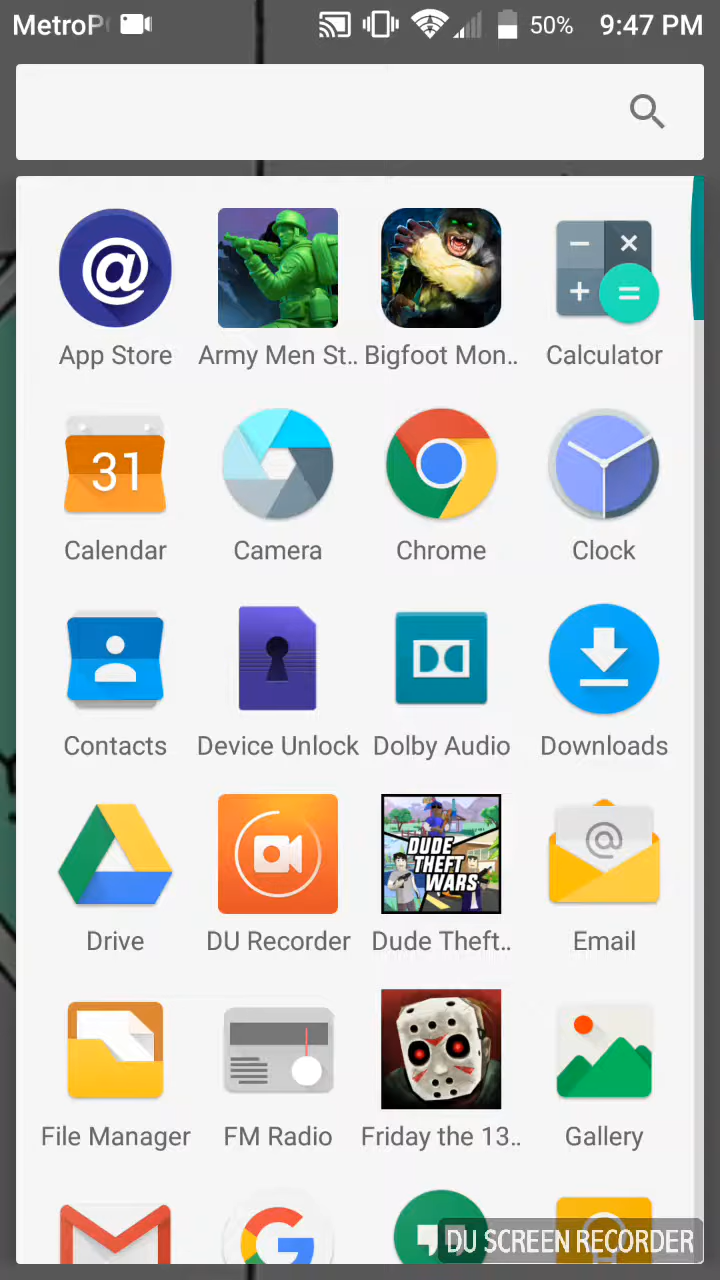 MetroP 50% 9:47 PM
App Store Army Men St.. Bigfoot Mon.. Calculator
31
Calendar Camera Chrome Clock
Contacts Device Unlock Dolby Audio Downloads
DUDE
THEFT
WARS
Drive DU Recorder Dude Theft.. Email
File Manager FM Radio Friday the 13.. Gallery
DU SCREEN RECORDER